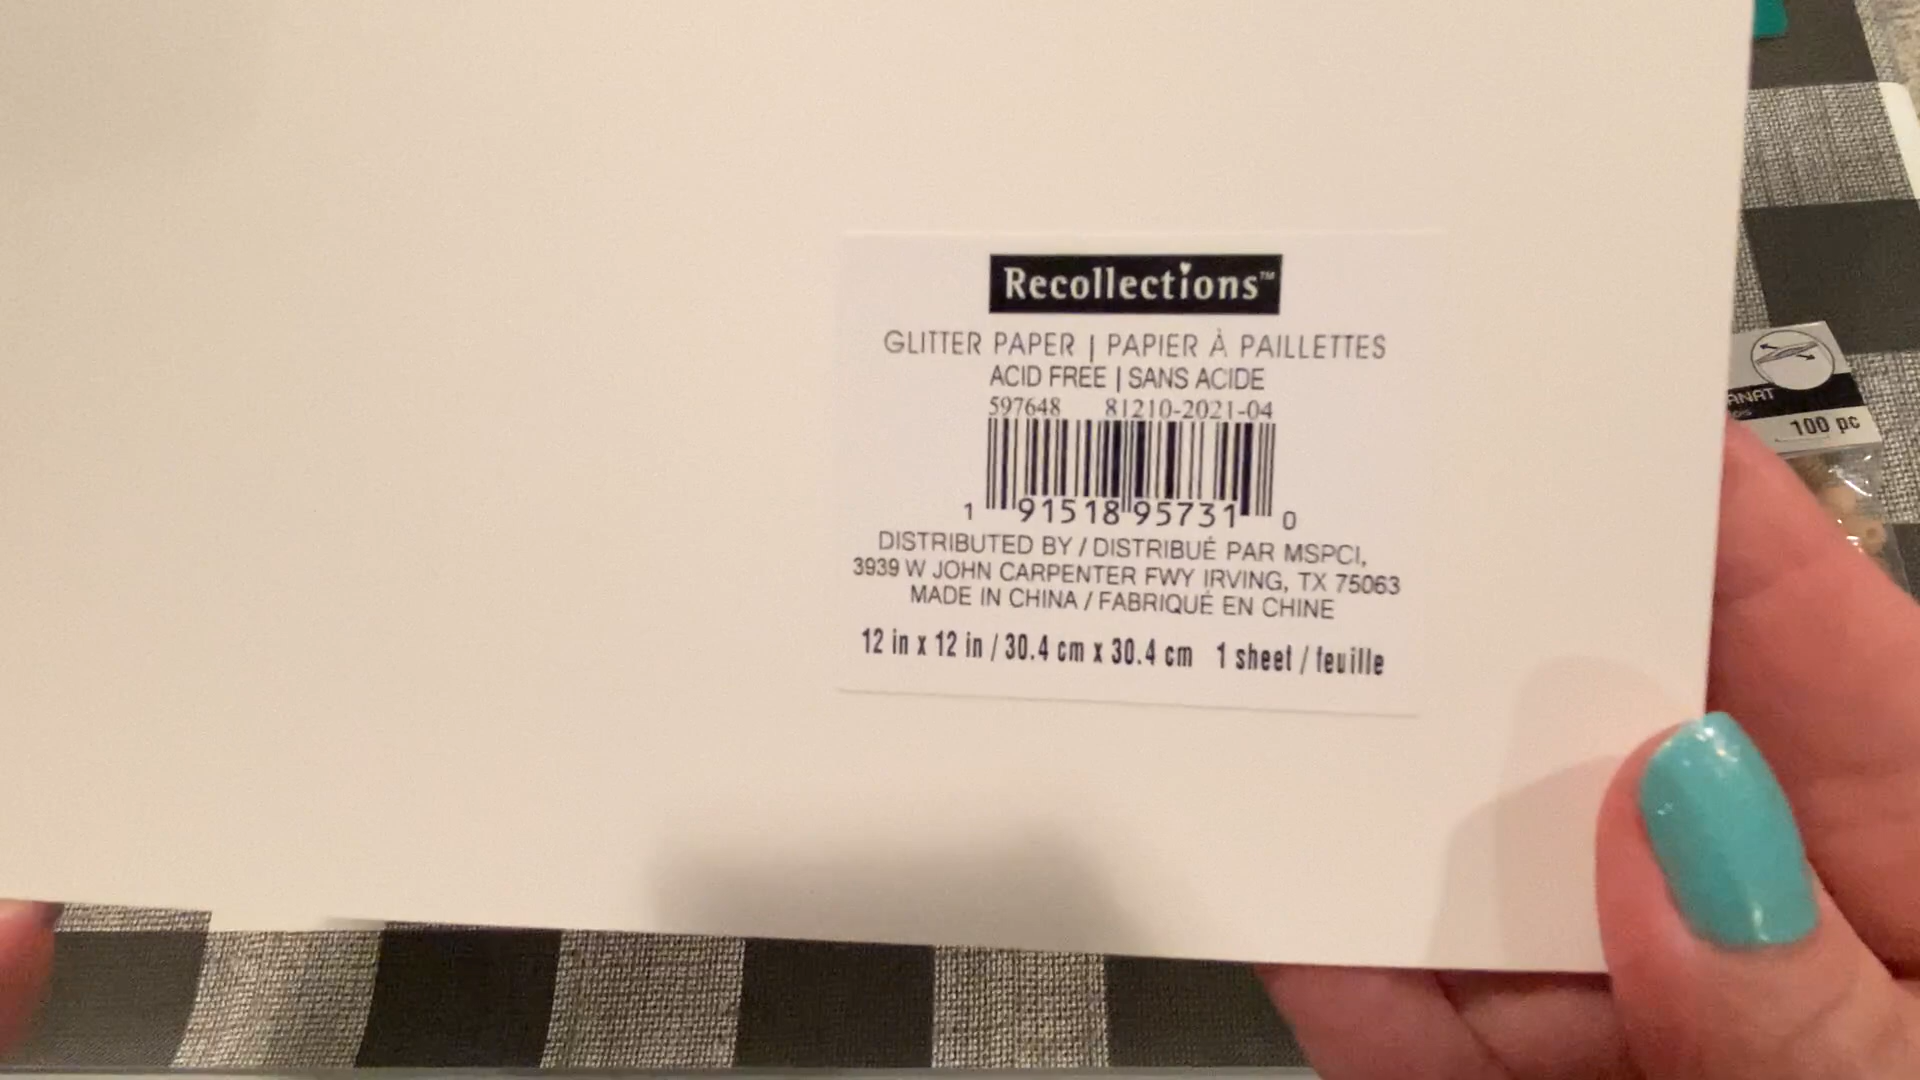 Recollections™
GLITTER PAPER | PAPIER À PAILLETTES
ACID FREE | SANS ACIDE
597648 81210-2021-04
1 91518 95731 0
DISTRIBUTED BY / DISTRIBUÉ PAR MSPCI,
3939 W JOHN CARPENTER FWY IRVING, TX 75063
MADE IN CHINA / FABRIQUÉ EN CHINE
12 in x 12 in / 30.4 cm x 30.4 cm 1 sheet / feuille
100 pc